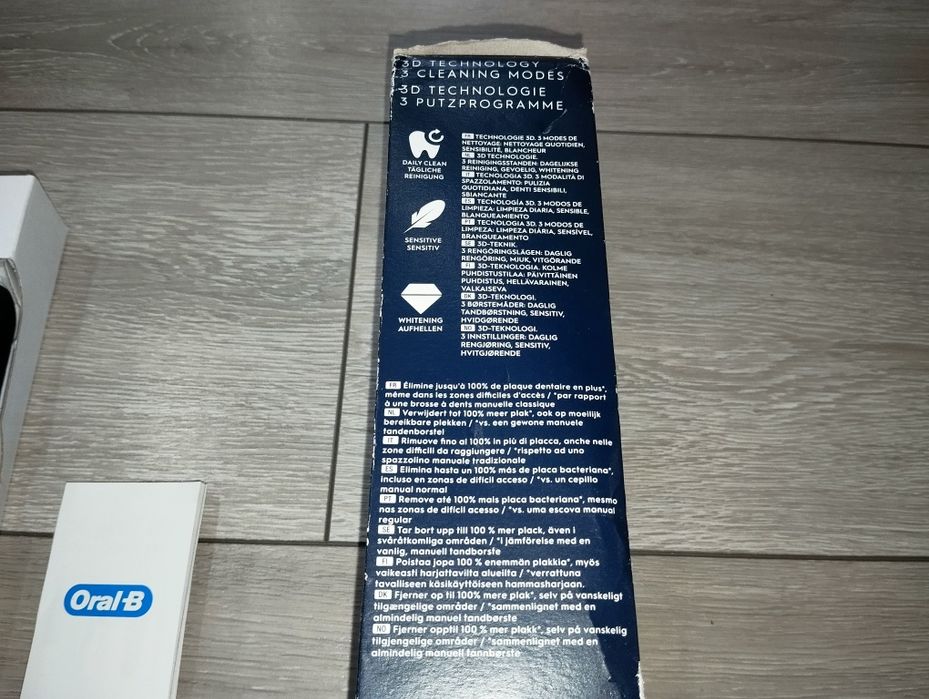 3D TECHNOLOGY
3 CLEANING MODES
3D TECHNOLOGIE
3 PUTZPROGRAMME
DAILY CLEAN
TÄGLICHE
REINIGUNG
SENSITIVE
SENSITIV
WHITENING
AUFHELLEN
FR TECHNOLOGIE 3D. 3 MODES DE
NETTOYAGE: NETTOYAGE QUOTIDIEN,
SENSIBILITÉ, BLANCHEUR
NL 3D TECHNOLOGIE.
3 REINIGINGSSTANDEN: DAGELIJKSE
REINIGING, GEVOELIG, WHITENING
IT TECNOLOGIA 3D. 3 MODALITÀ DI
SPAZZOLAMENTO: PULIZIA
QUOTIDIANA, DENTI SENSIBILI,
SBIANCANTE
ES TECNOLOGÍA 3D. 3 MODOS DE
LIMPIEZA: LIMPIEZA DIARIA, SENSIBLE,
BLANQUEAMIENTO
PT TECNOLOGIA 3D. 3 MODOS DE
LIMPEZA: LIMPEZA DIÁRIA, SENSÍVEL,
BRANQUEAMENTO
SE 3D-TEKNIK.
3 RENGÖRINGSLÄGEN: DAGLIG
RENGÖRING, MJUK, VITGÖRANDE
FI 3D-TEKNOLOGIA. KOLME
PUHDISTUSTILAA: PÄIVITTÄINEN
PUHDISTUS, HELLÄVARAINEN,
VALKAISEVA
DK 3D-TEKNOLOGI.
3 BØRSTEMÅDER: DAGLIG
TANDBØRSTNING, SENSITIV,
HVIDGØRENDE
NO 3D-TEKNOLOGI.
3 INNSTILLINGER: DAGLIG
RENGJØRING, SENSITIV,
HVITGJØRENDE
FR Élimine jusqu'à 100% de plaque dentaire en plus*,
même dans les zones difficiles d'accès / *par rapport
à une brosse à dents manuelle classique
NL Verwijdert tot 100% meer plak*, ook op moeilijk
bereikbare plekken / *vs. een gewone manuele
tandenborstel
IT Rimuove fino al 100% in più di placca, anche nelle
zone difficili da raggiungere / *rispetto ad uno
spazzolino manuale tradizionale
ES Elimina hasta un 100% más de placa bacteriana*,
incluso en zonas de difícil acceso / *vs. un cepillo
manual normal
PT Remove até 100% mais placa bacteriana*, mesmo
nas zonas de difícil acesso / *vs. uma escova manual
regular
SE Tar bort upp till 100 % mer plack, även i
svåråtkomliga områden / *I jämförelse med en
vanlig, manuell tandborste
FI Poistaa jopa 100 % enemmän plakkia*, myös
vaikeasti harjattavilta alueilta / *verrattuna
tavalliseen käsikäyttöiseen hammasharjaan.
DK Fjerner op til 100% mere plak*, selv på vanskeligt
tilgængelige områder / *sammenlignet med en
almindelig manuel tandbørste
NO Fjerner opptil 100 % mer plakk*, selv på vanskelig
tilgjengelige områder / *sammenlignet med en
almindelig manuell tannbørste
Oral-B